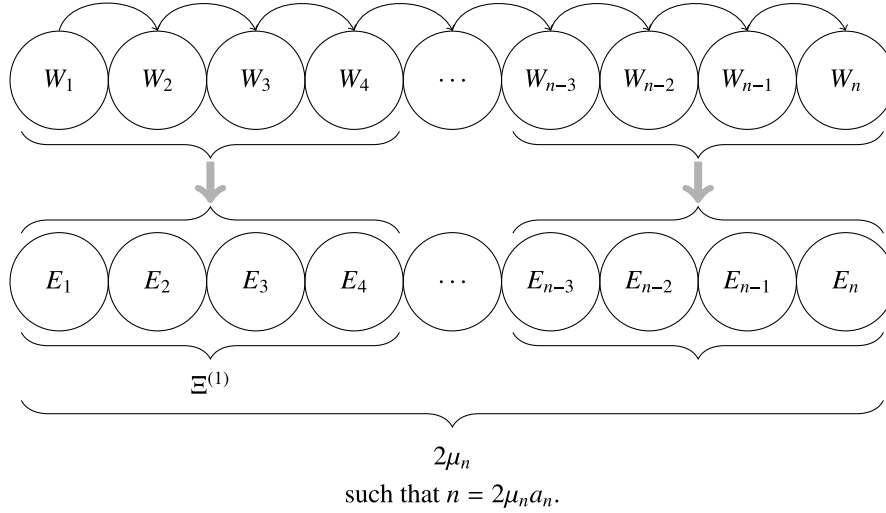 W₁ W₂ W₃ W₄ ⋯ Wₙ₋₃ Wₙ₋₂ Wₙ₋₁ Wₙ
E₁ E₂ E₃ E₄ ⋯ Eₙ₋₃ Eₙ₋₂ Eₙ₋₁ Eₙ
Ξ⁽¹⁾
2μₙ
such that n = 2μₙaₙ.